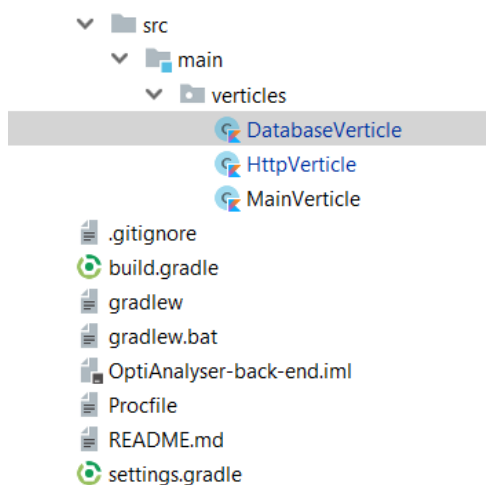 src
main
verticles
DatabaseVerticle
HttpVerticle
MainVerticle
.gitignore
build.gradle
gradlew
gradlew.bat
OptiAnalyser-back-end.iml
Procfile
README.md
settings.gradle